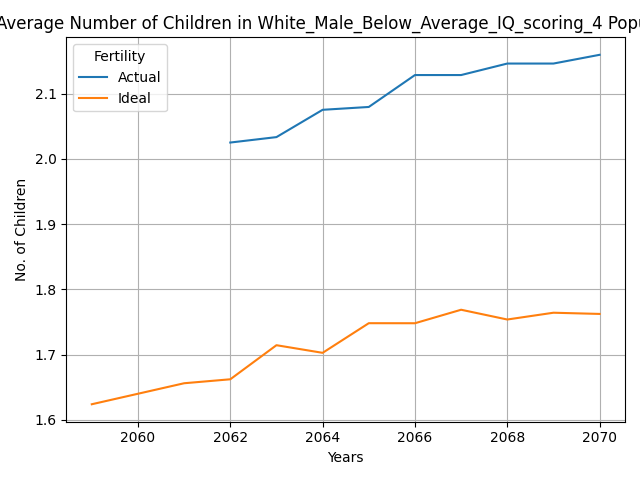 Average Number of Children in White_Male_Below_Average_IQ_scoring_4
Fertility
Actual
Ideal
No. of Children
2.1
2.0
1.9
1.8
1.7
1.6
2060 2062 2064 2066 2068 2070
Years